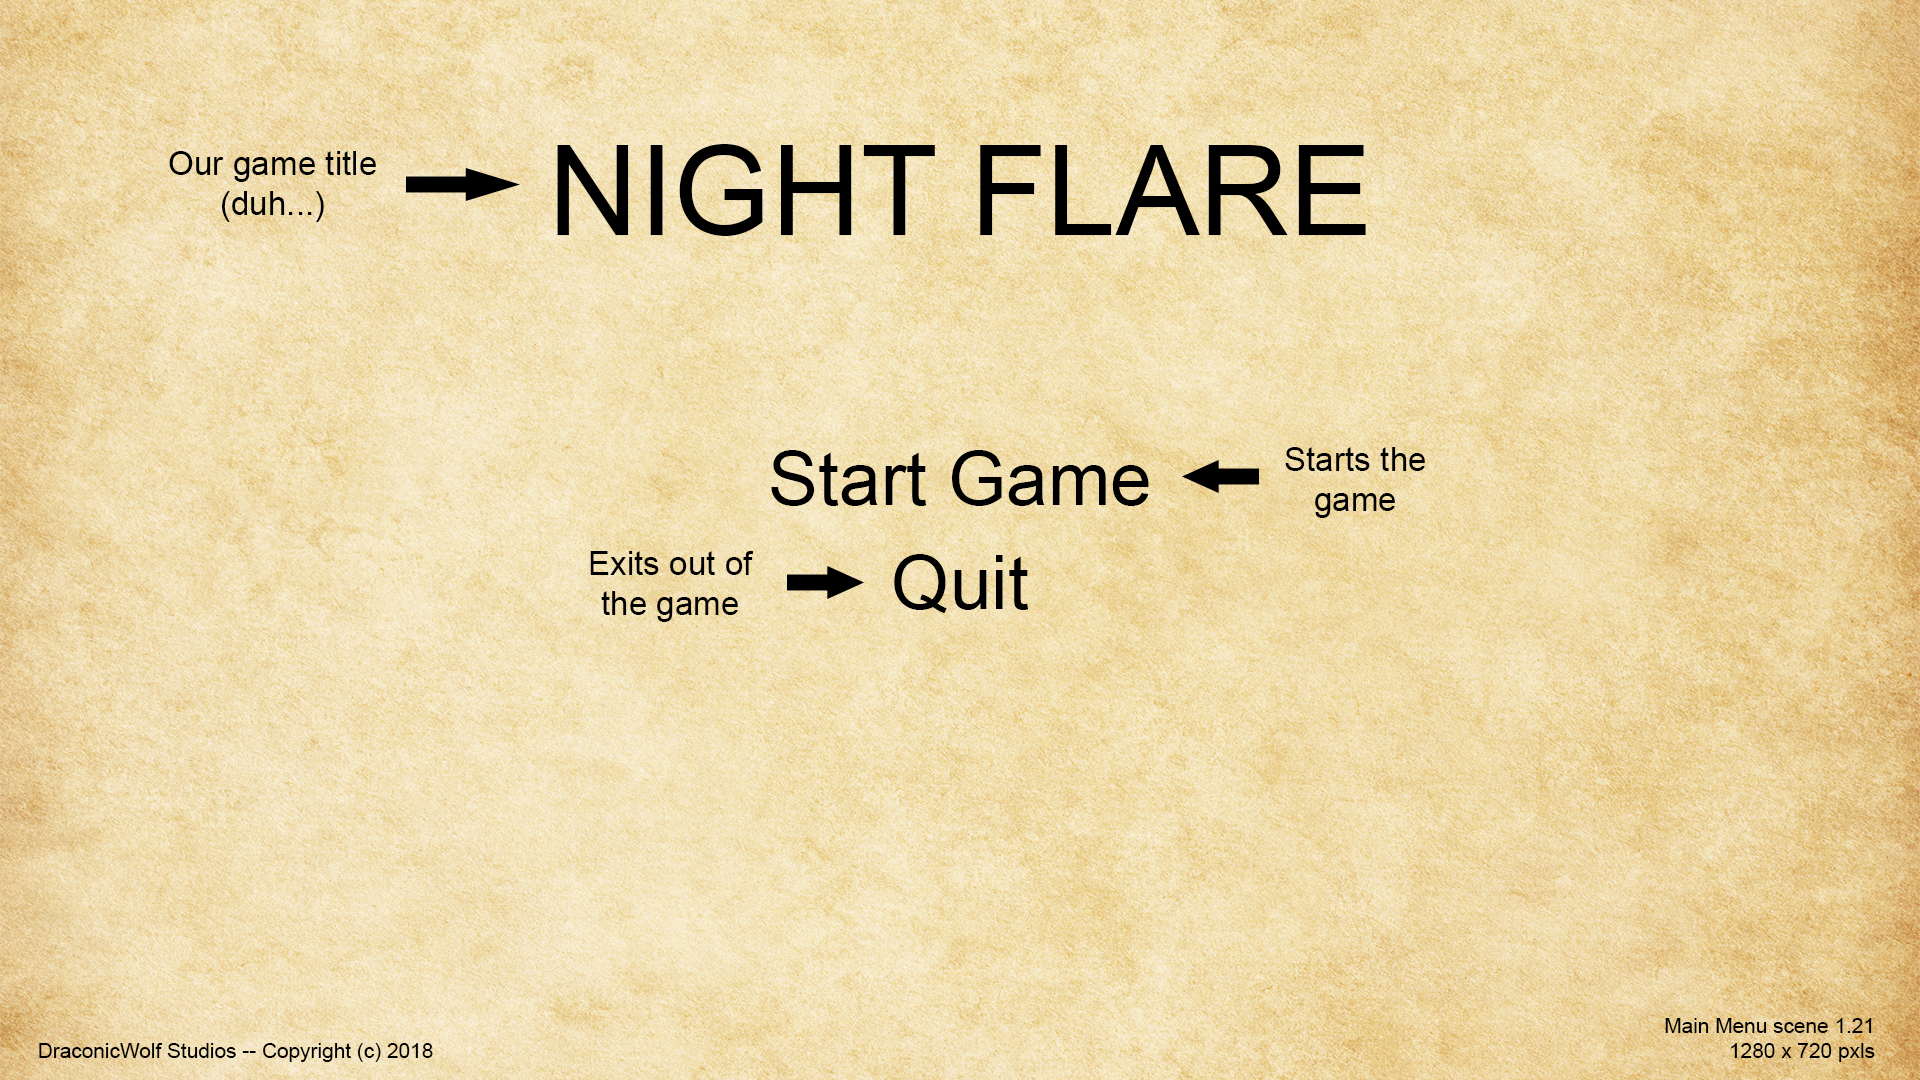 Our game title
(duh...)
NIGHT FLARE
Start Game
Starts the
game
Exits out of
the game
Quit
DraconicWolf Studios -- Copyright (c) 2018
Main Menu scene 1.21
1280 x 720 pxls